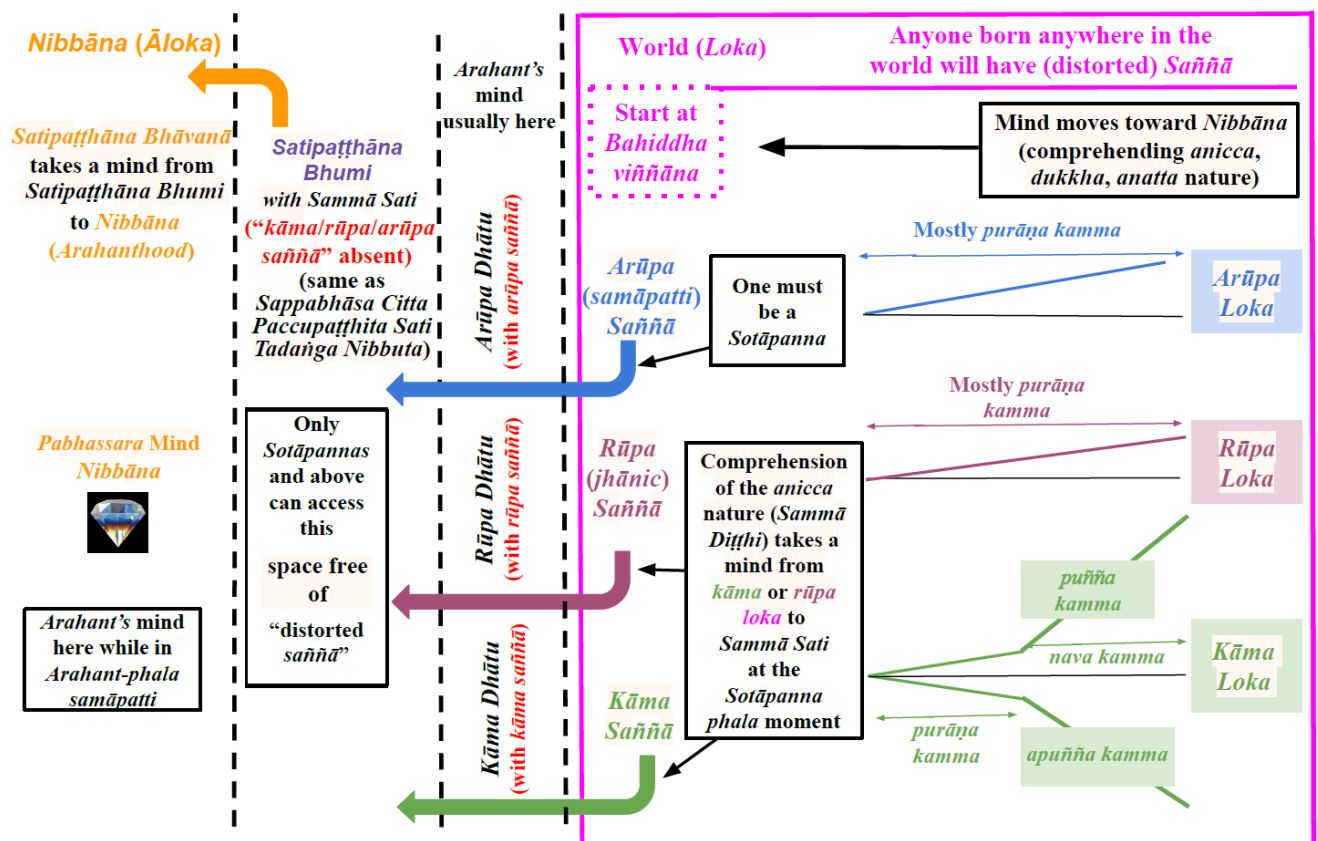 Nibbāna (Āloka)
Satipaṭṭhāna Bhāvanā
takes a mind from
Satipaṭṭhāna Bhumi
to Nibbāna
(Arahanthood)
Pabhassara Mind
Nibbāna
Arahant's mind
here while in
Arahant-phala
samāpatti
Satipaṭṭhāna
Bhumi
with Sammā Sati
(“kāma/rūpa/arūpa
saññā” absent)
(same as
Sappabhāsa Citta
Paccupaṭṭhita Sati
Tadaṅga Nibbuta)
Only
Sotāpannas
and above
can access
this
space free
of
“distorted
saññā”
Arahant's
mind
usually here
Arūpa Dhātu
(with arūpa saññā)
Rūpa Dhātu
(with rūpa saññā)
Kāma Dhātu
(with kāma saññā)
World (Loka)
Anyone born anywhere in the
world will have (distorted) Saññā
Start at
Bahiddha
viññāna
Mind moves toward Nibbāna
(comprehending anicca,
dukkha, anatta nature)
Arūpa
(samāpatti)
Saññā
One must
be a
Sotāpanna
Mostly purāṇa kamma
Arūpa
Loka
Rūpa
(jhānic)
Saññā
Comprehension
of the anicca
nature (Sammā
Diṭṭhi) takes a
mind from
kāma or rūpa
loka to
Sammā Sati
at the
Sotāpanna
phala moment
Mostly purāṇa
kamma
Rūpa
Loka
Kāma
Saññā
puñña
kamma
nava kamma
purāṇa
kamma
apuñña kamma
Kāma
Loka